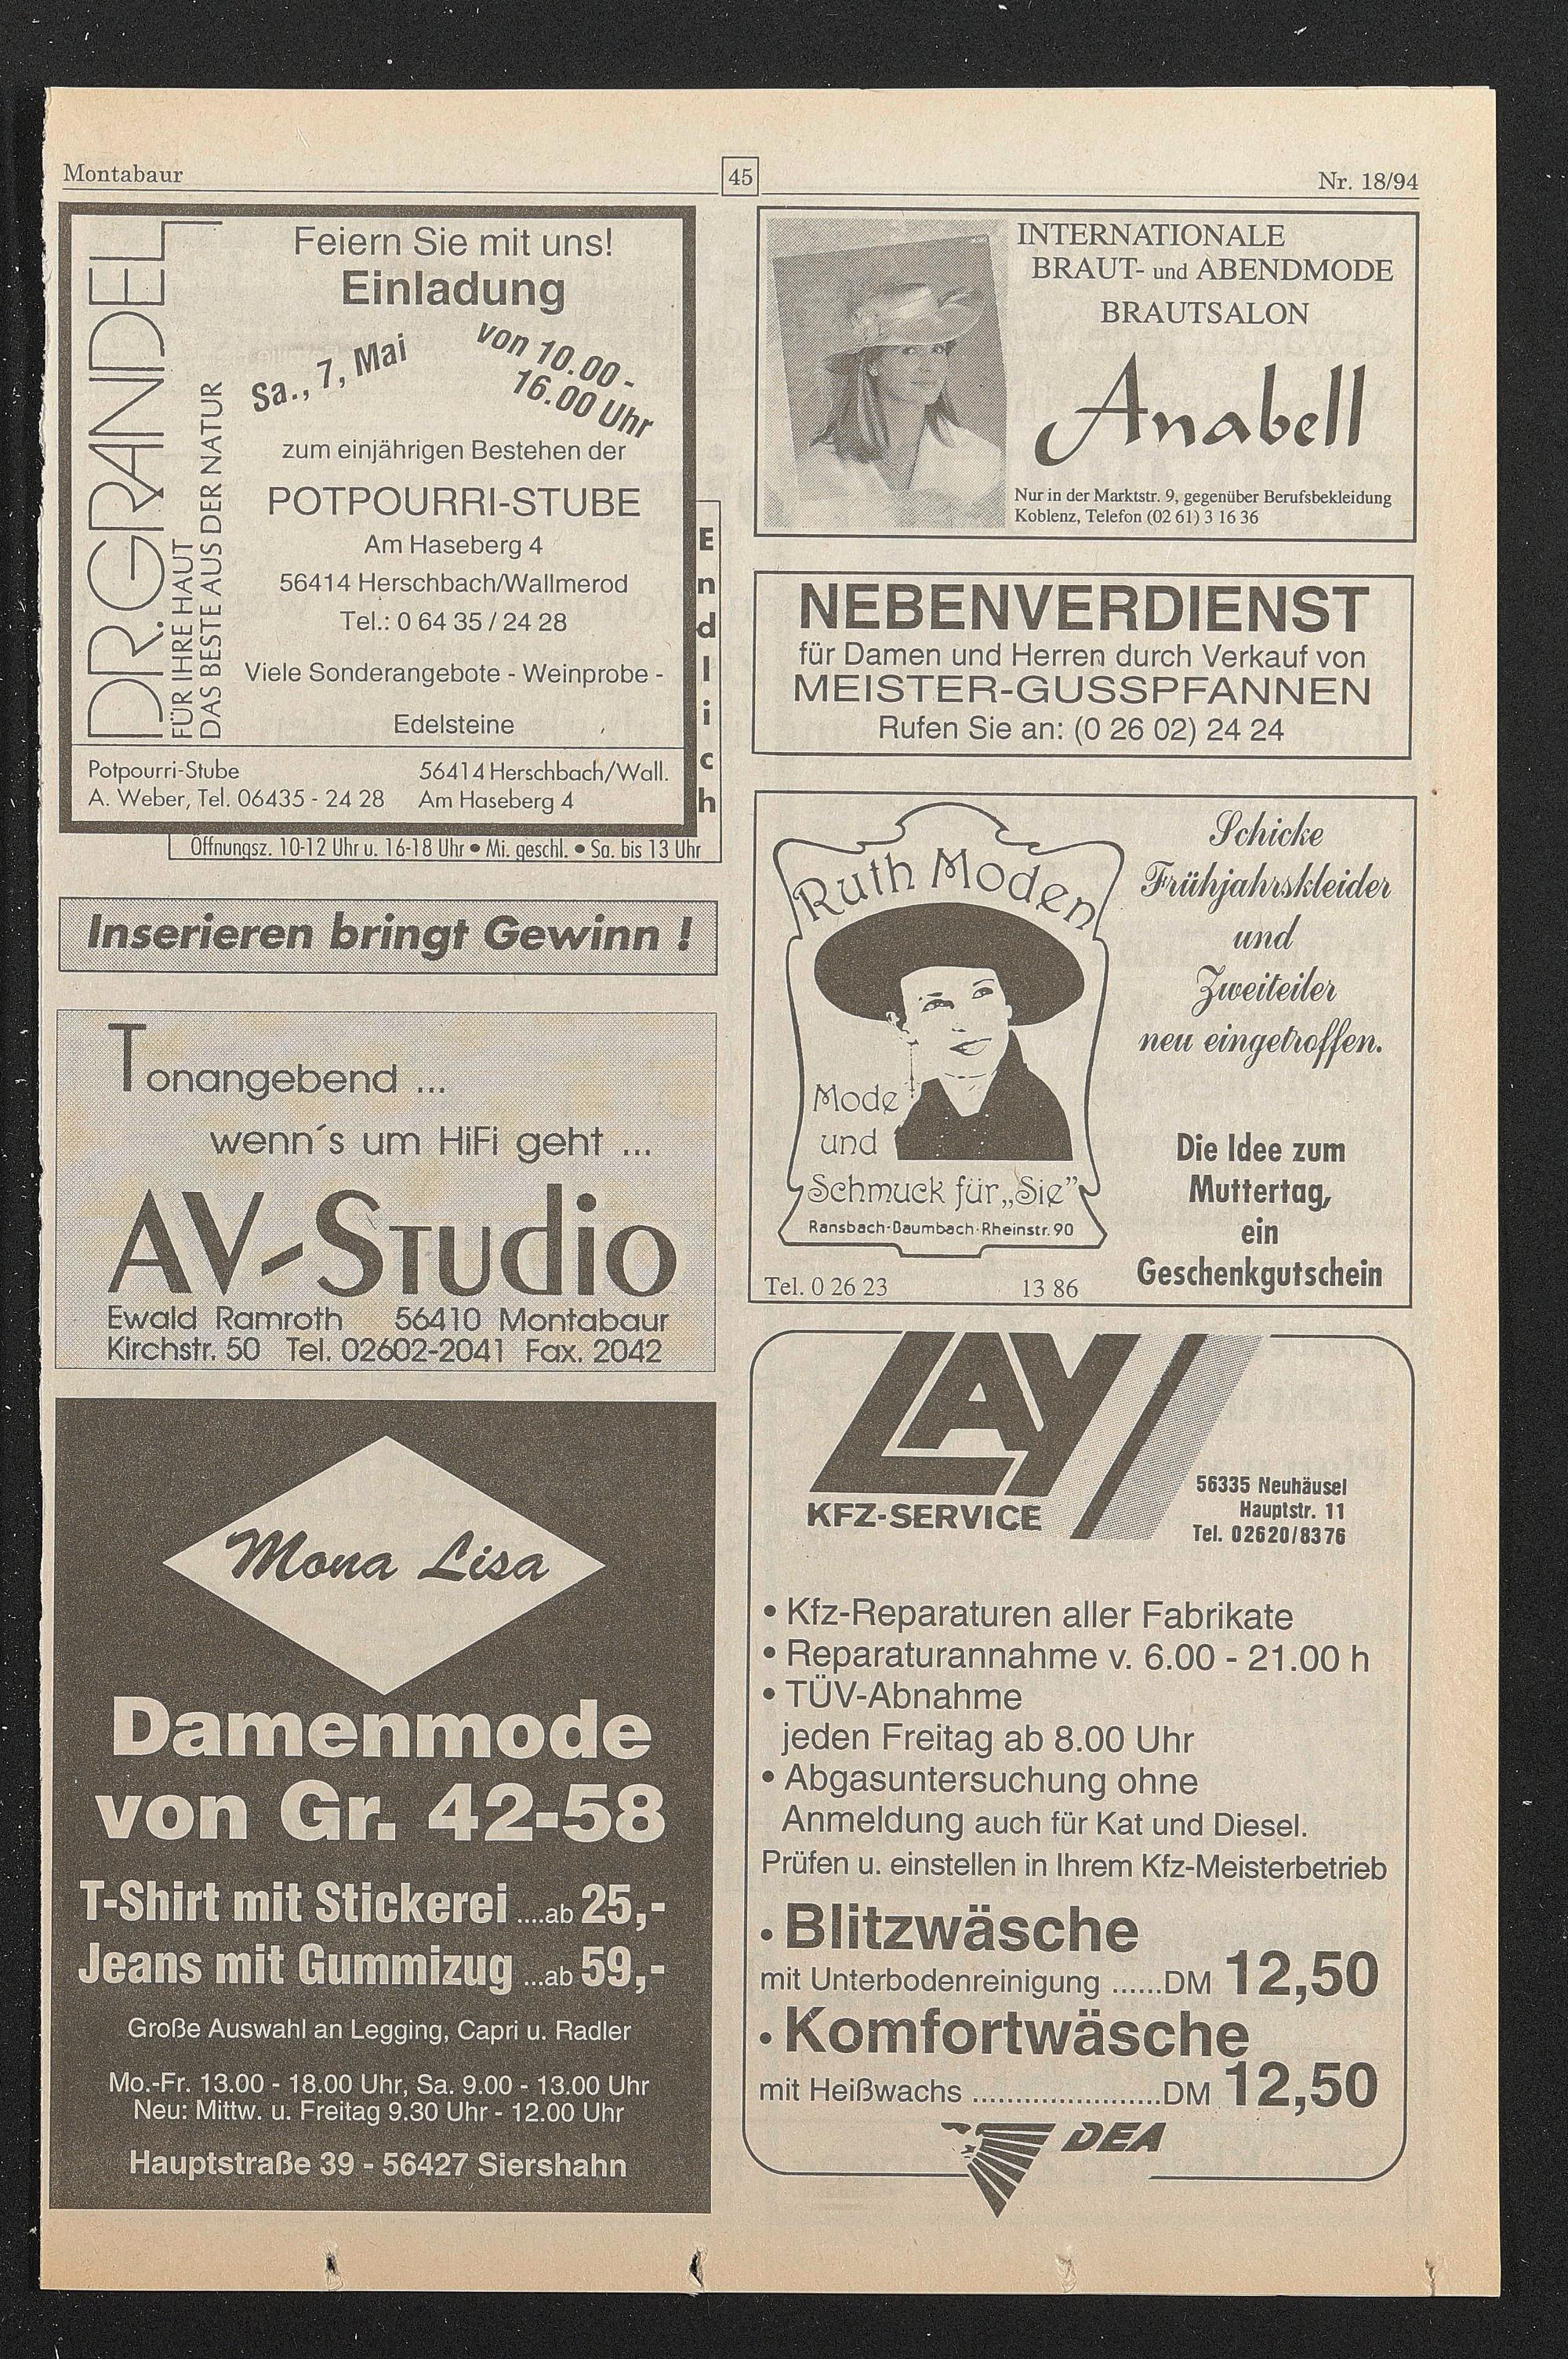 Montabaur
45
Nr. 18/94
DR. GRANDEL
FÜR IHRE HAUT
DAS BESTE AUS DER NATUR
Feiern Sie mit uns!
Einladung
Sa., 7, Mai
von 10.00 -
16.00 Uhr
zum einjährigen Bestehen der
POTPOURRI-STUBE
Am Haseberg 4
56414 Herschbach/Wallmerod
Tel.: 0 64 35 / 24 28
Viele Sonderangebote - Weinprobe -
Edelsteine
Potpourri-Stube 56414 Herschbach/Wall.
A. Weber, Tel. 06435 - 24 28 Am Haseberg 4
Endlich
Öffnungsz. 10-12 Uhr u. 16-18 Uhr • Mi. geschl. • Sa. bis 13 Uhr
Inserieren bringt Gewinn !
Tonangebend ...
wenn´s um HiFi geht ...
AV-Studio
Ewald Ramroth 56410 Montabaur
Kirchstr. 50 Tel. 02602-2041 Fax. 2042
Mona Lisa
Damenmode
von Gr. 42-58
T-Shirt mit Stickerei ....ab 25,-
Jeans mit Gummizug ...ab 59,-
Große Auswahl an Legging, Capri u. Radler
Mo.-Fr. 13.00 - 18.00 Uhr, Sa. 9.00 - 13.00 Uhr
Neu: Mittw. u. Freitag 9.30 Uhr - 12.00 Uhr
Hauptstraße 39 - 56427 Siershahn
INTERNATIONALE
BRAUT- und ABENDMODE
BRAUTSALON
Anabell
Nur in der Marktstr. 9, gegenüber Berufsbekleidung
Koblenz, Telefon (02 61) 3 16 36
NEBENVERDIENST
für Damen und Herren durch Verkauf von
MEISTER-GUSSPFANNEN
Rufen Sie an: (0 26 02) 24 24
Ruth Moden
Mode
und
Schmuck für „Sie”
Ransbach-Baumbach·Rheinstr. 90
Tel. 0 26 23 13 86
Schicke
Frühjahrskleider
und
Zweiteiler
neu eingetroffen.
Die Idee zum
Muttertag,
ein
Geschenkgutschein
LAY
KFZ-SERVICE
56335 Neuhäusel
Hauptstr. 11
Tel. 02620/8376
• Kfz-Reparaturen aller Fabrikate
• Reparaturannahme v. 6.00 - 21.00 h
• TÜV-Abnahme
jeden Freitag ab 8.00 Uhr
• Abgasuntersuchung ohne
Anmeldung auch für Kat und Diesel.
Prüfen u. einstellen in Ihrem Kfz-Meisterbetrieb
• Blitzwäsche
mit Unterbodenreinigung ......DM 12,50
• Komfortwäsche
mit Heißwachs ......................DM 12,50
DEA